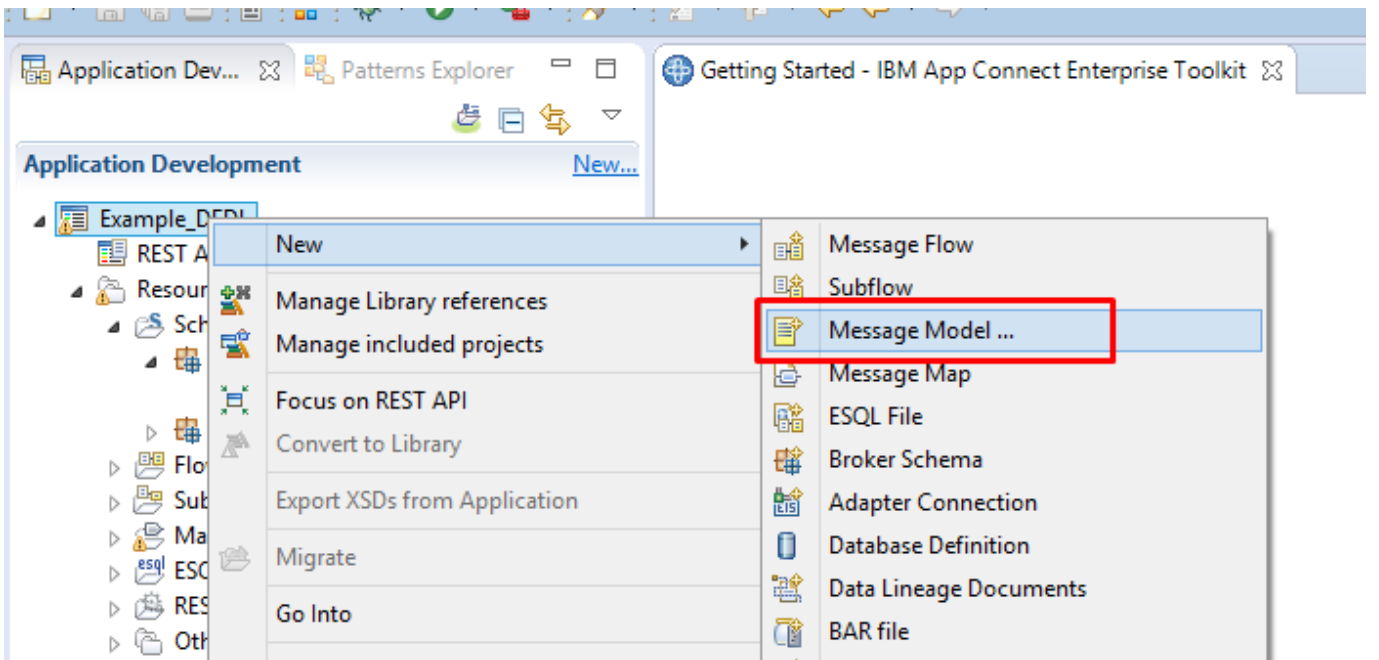 Application Dev...
Patterns Explorer
Getting Started - IBM App Connect Enterprise Toolkit
Application Development
New...
REST A
Resour
Sch
Flo
Sub
Ma
esql ESQ
RES
Oth
New
Manage Library references
Manage included projects
Focus on REST API
Convert to Library
Export XSDs from Application
Migrate
Go Into
Message Flow
Subflow
Message Model ...
Message Map
ESQL File
Broker Schema
Adapter Connection
Database Definition
Data Lineage Documents
BAR file